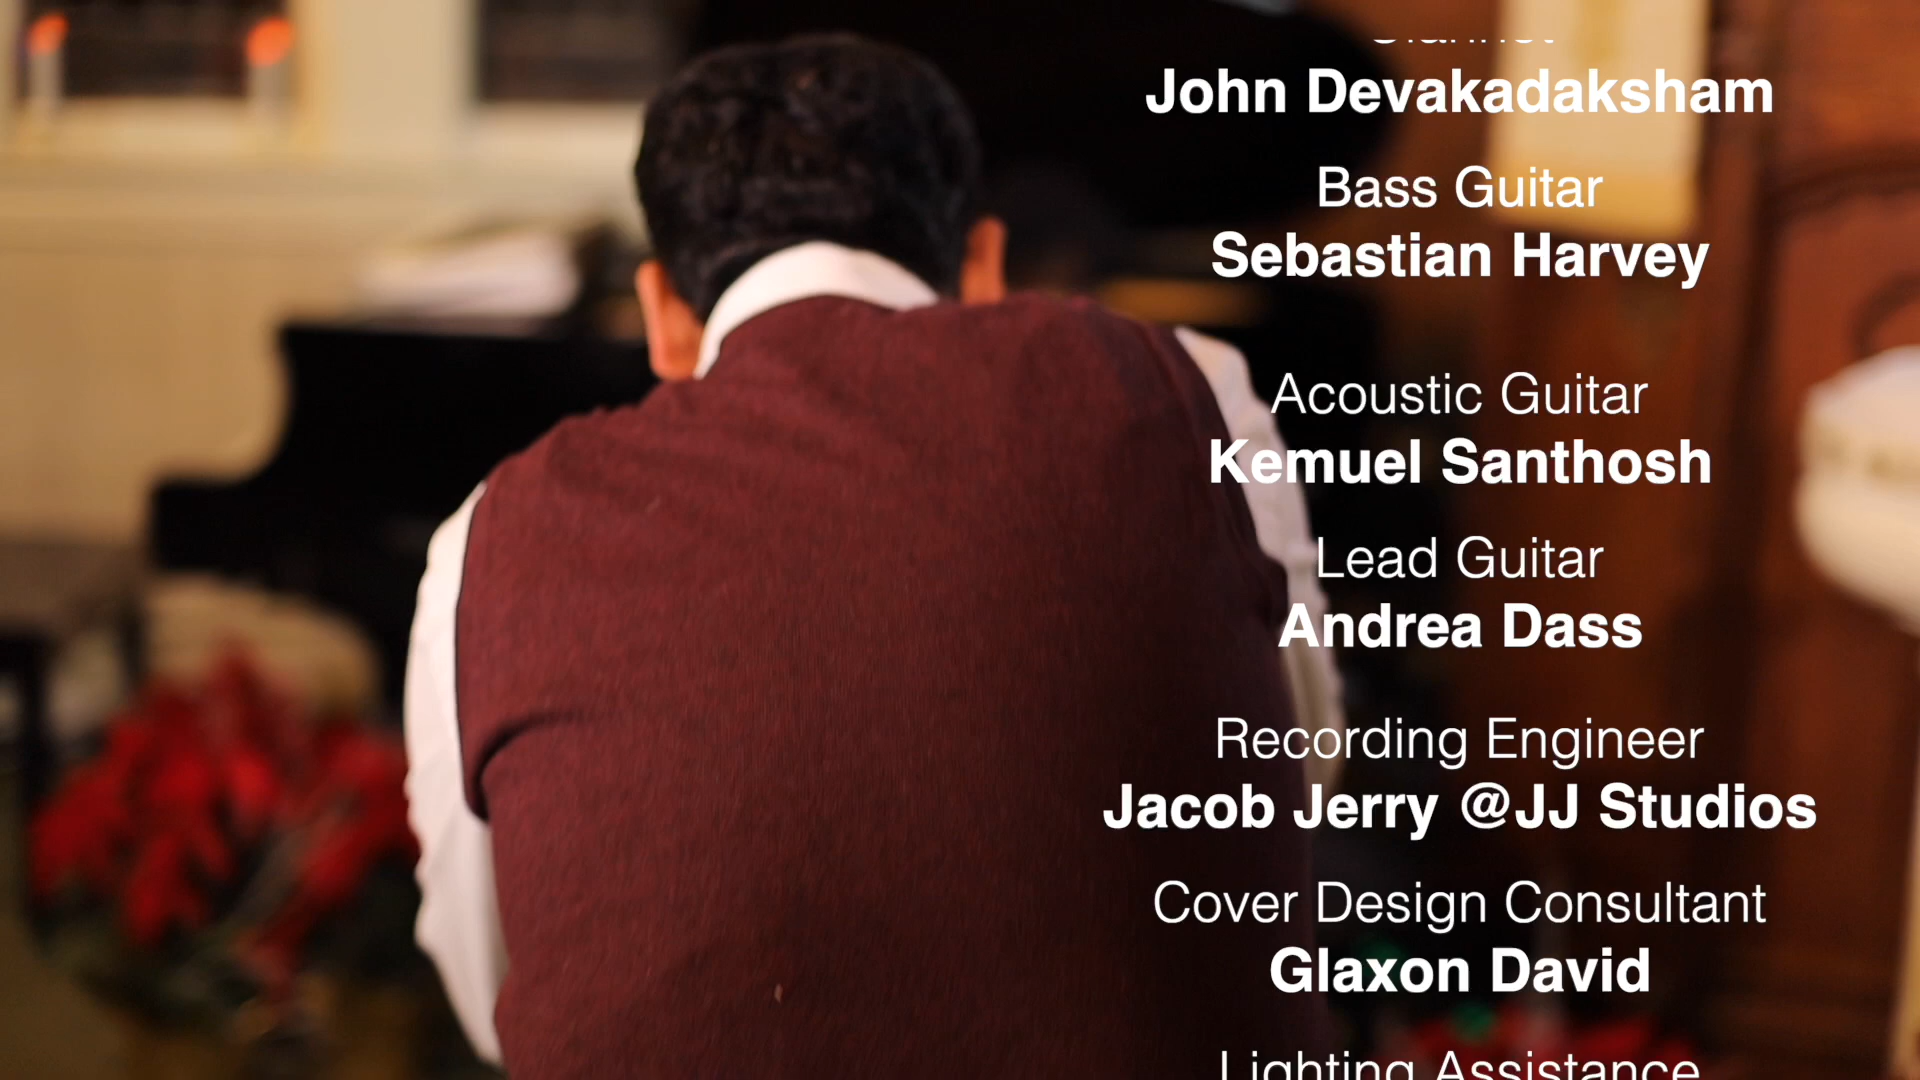 John Devakadaksham
Bass Guitar
Sebastian Harvey
Acoustic Guitar
Kemuel Santhosh
Lead Guitar
Andrea Dass
Recording Engineer
Jacob Jerry @JJ Studios
Cover Design Consultant
Glaxon David
Lighting Assistance